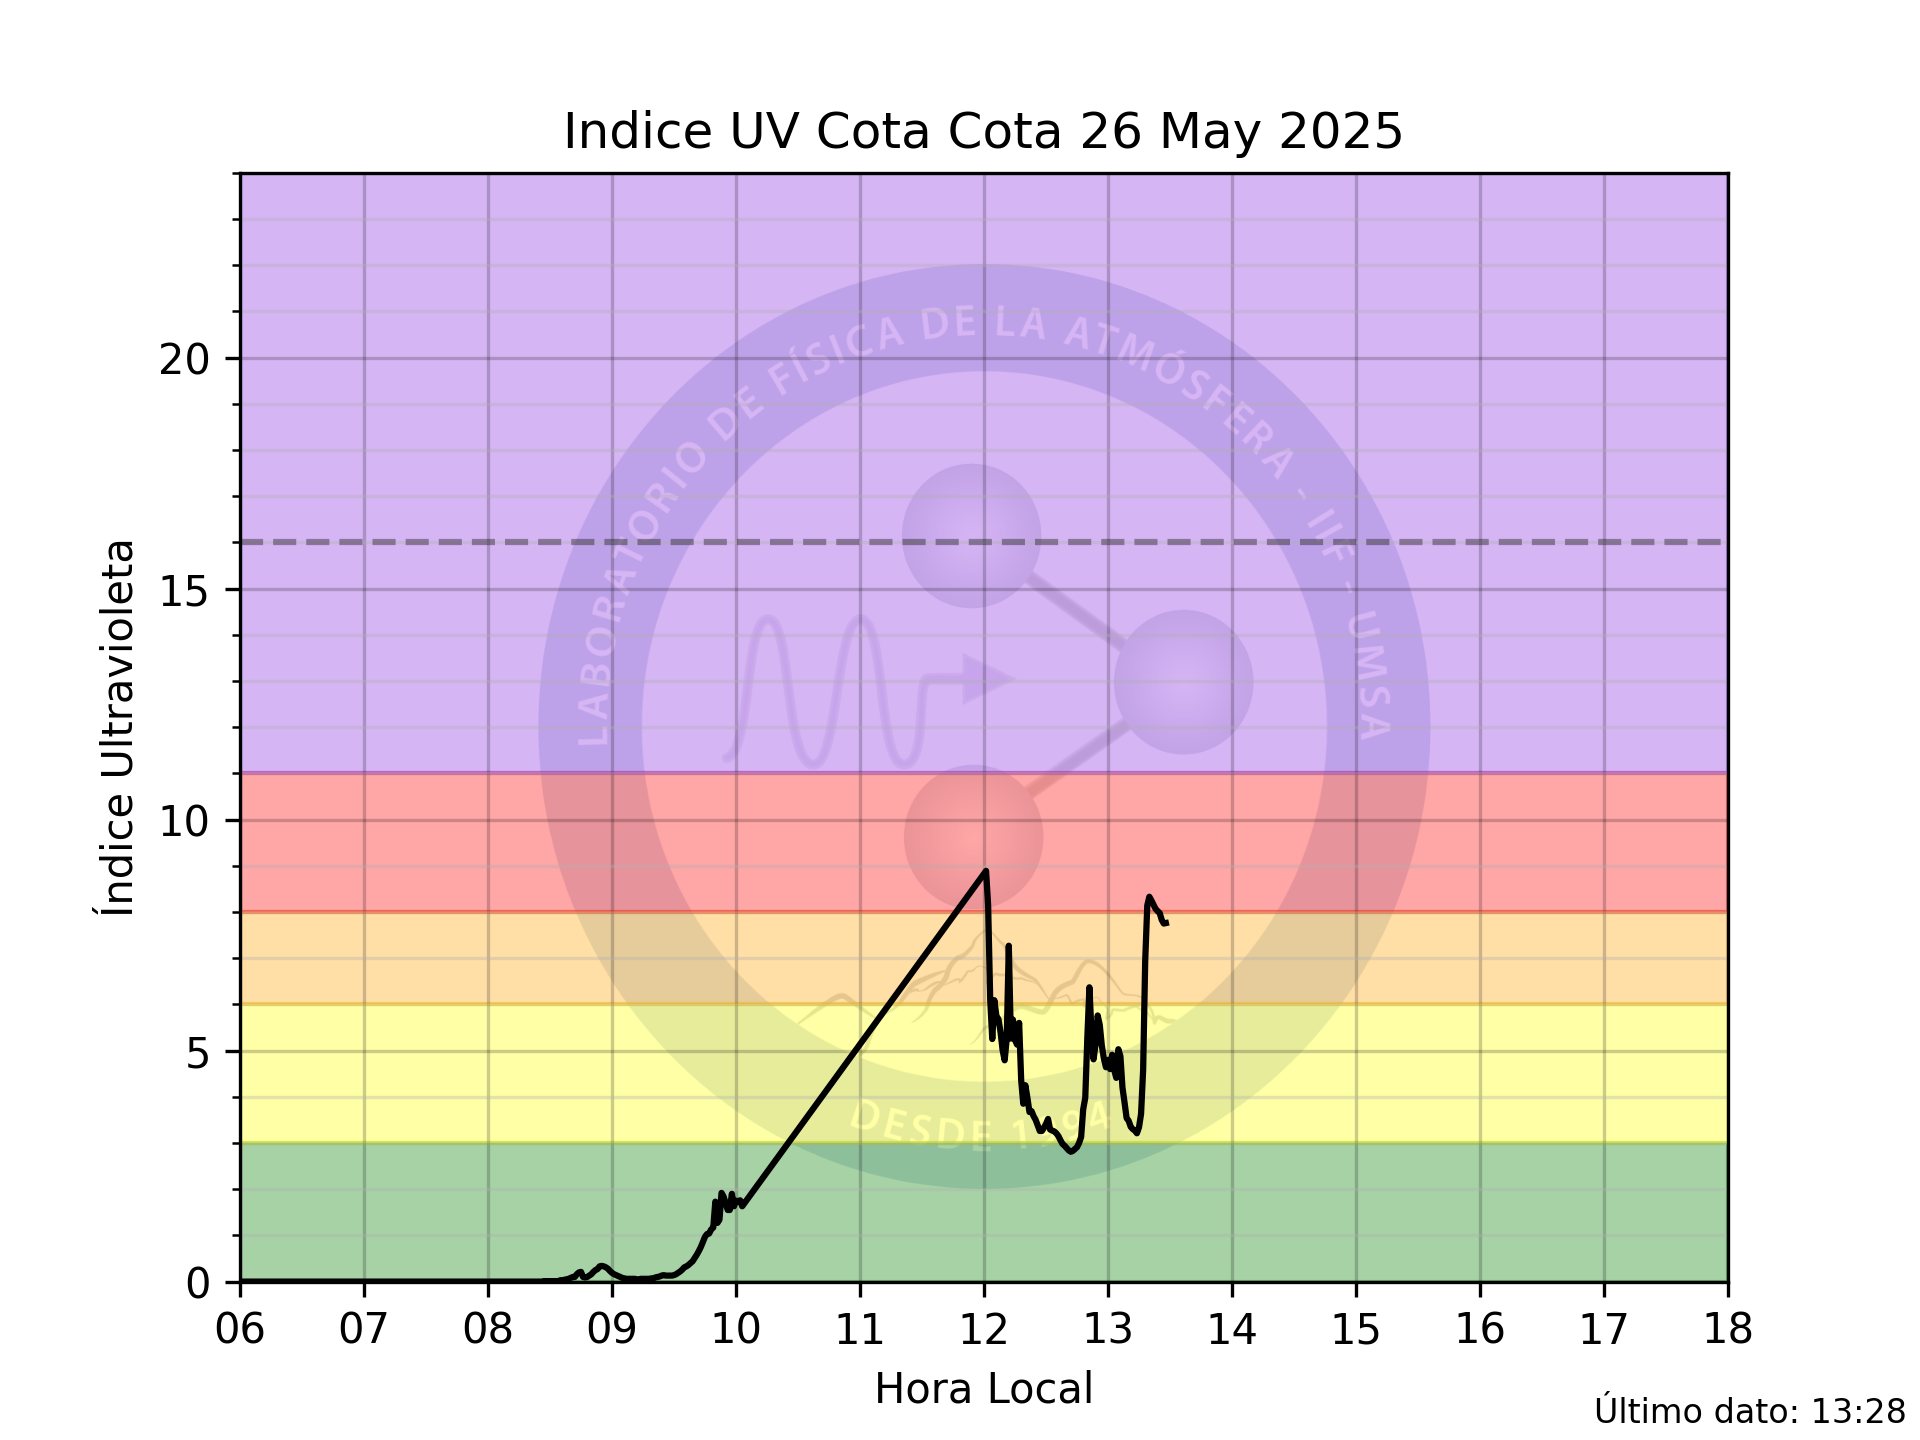 Indice UV Cota Cota 26 May 2025
LABORATORIO DE FÍSICA DE LA ATMÓSFERA - IIF - UMSA
DESDE 1994
Índice Ultravioleta
20
15
10
5
0
06 07 08 09 10 11 12 13 14 15 16 17 18
Hora Local
Último dato: 13:28